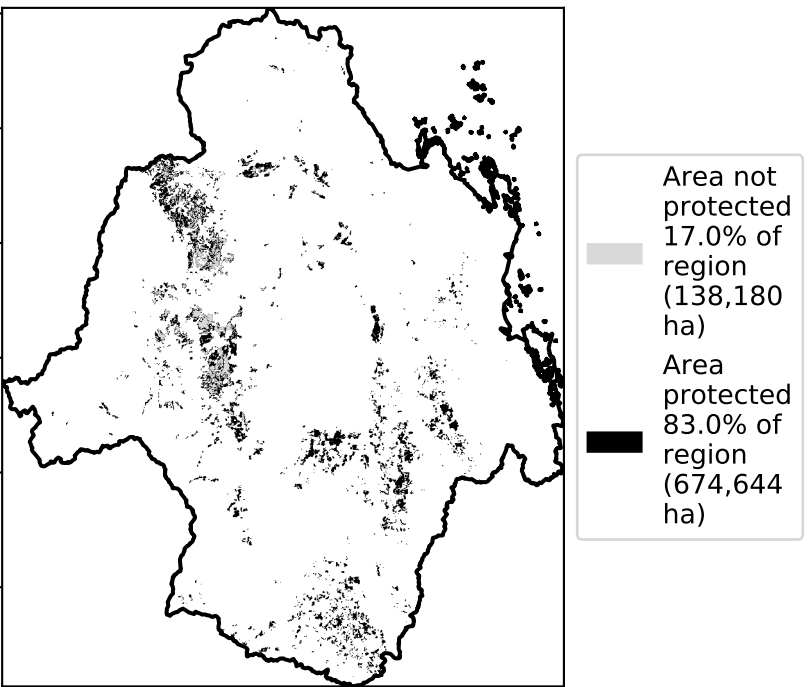 Area not
protected
17.0% of
region
(138,180
ha)
Area
protected
83.0% of
region
(674,644
ha)